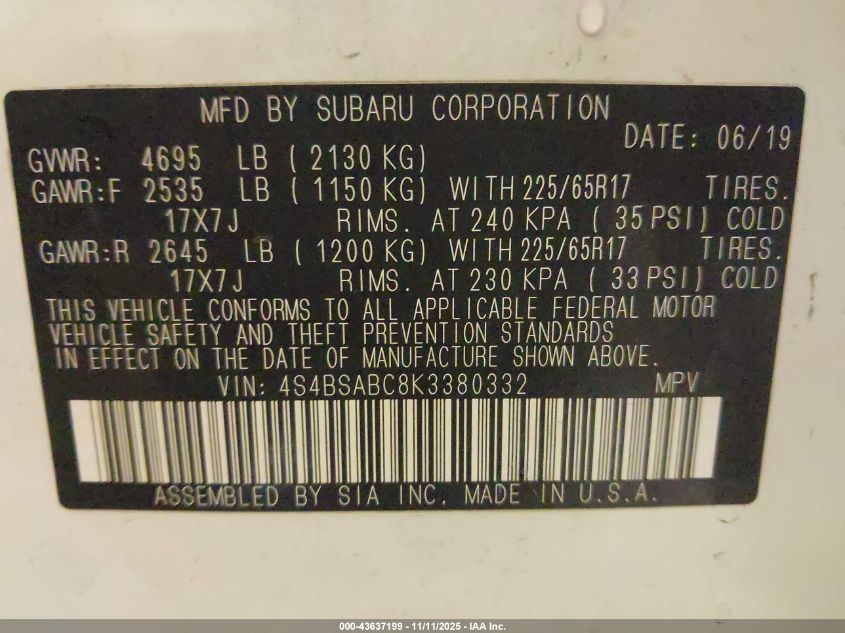 MFD BY SUBARU CORPORATION
DATE: 06/19
GVWR: 4695 LB ( 2130 KG)
GAWR:F 2535 LB ( 1150 KG) WITH 225/65R17 TIRES.
17X7J RIMS. AT 240 KPA ( 35 PSI) COLD
GAWR:R 2645 LB ( 1200 KG) WITH 225/65R17 TIRES.
17X7J RIMS. AT 230 KPA ( 33 PSI) COLD
THIS VEHICLE CONFORMS TO ALL APPLICABLE FEDERAL MOTOR
VEHICLE SAFETY AND THEFT PREVENTION STANDARDS
IN EFFECT ON THE DATE OF MANUFACTURE SHOWN ABOVE.
VIN: 4S4BSABC8K3380332 MPV
ASSEMBLED BY SIA INC. MADE IN U.S.A.
000-43637199 - 11/11/2025 - IAA Inc.